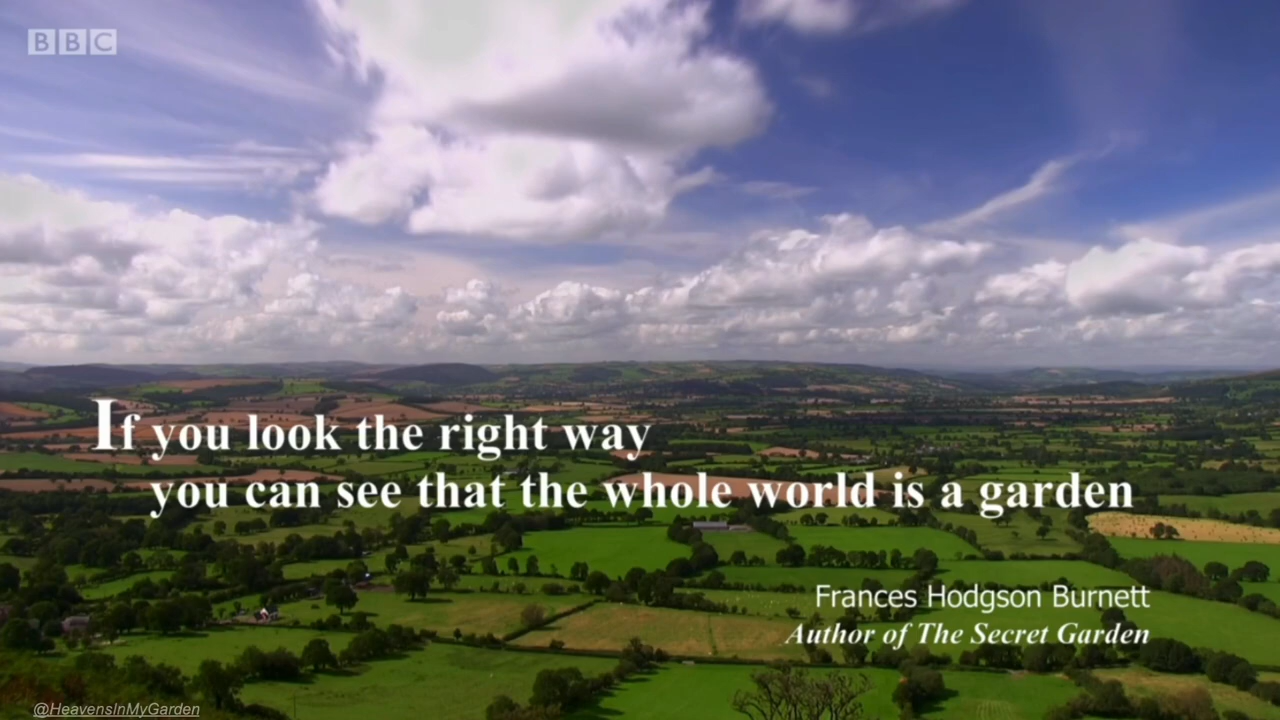 BBC
If you look the right way
you can see that the whole world is a garden
Frances Hodgson Burnett
Author of The Secret Garden
@HeavensInMyGarden